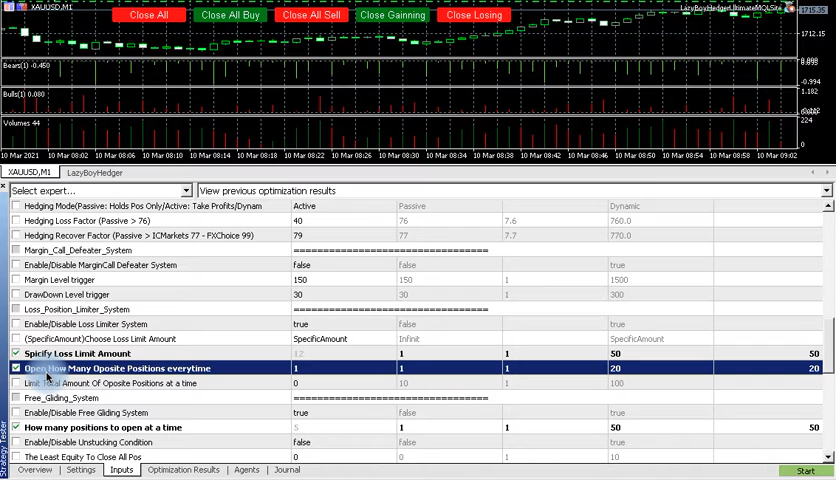 XAUUSD,M1
Close All Close All Buy Close All Sell Close Gainning Close Losing
LazyBoyHedgerUltimateMQLSite
1715.35
1712.15
Bears(1) -0.450
-0.994
Bulls(1) 0.080
1.182
Volumes 44
224
0
10 Mar 2021 10 Mar 08:02 10 Mar 08:06 10 Mar 08:10 10 Mar 08:14 10 Mar 08:18 10 Mar 08:22 10 Mar 08:26 10 Mar 08:30 10 Mar 08:34 10 Mar 08:38 10 Mar 08:42 10 Mar 08:46 10 Mar 08:50 10 Mar 08:54 10 Mar 08:58 10 Mar 09:02
XAUUSD,M1 LazyBoyHedger
Select expert... View previous optimization results
Hedging Mode(Passive: Holds Pos Only/Active: Take Profits/Dynam Active Passive Dynamic
Hedging Loss Factor (Passive > 76) 40 76 7.6 760.0
Hedging Recover Factor (Passive > ICMarkets 77 - FXChoice 99) 79 77 7.7 770.0
Margin_Call_Defeater_System =================================
Enable/Disable MarginCall Defeater System false false true
Margin Level trigger 150 150 1 1500
DrawDown Level trigger 30 30 1 300
Loss_Position_Limiter_System =================================
Enable/Disable Loss Limiter System true false true
(SpecificAmount)Choose Loss Limit Amount SpecificAmount Infinit SpecificAmount
Spicify Loss Limit Amount 12 1 1 50 50
Open How Many Oposite Positions everytime 1 1 1 20 20
Limit Total Amount Of Oposite Positions at a time 0 10 1 100
Free_Gliding_System =================================
Enable/Disable Free Gliding System true false true
How many positions to open at a time 5 1 1 50 50
Enable/Disable Unstucking Condition false false true
The Least Equity To Close All Pos 0 0 1 10
Strategy Tester
Overview Settings Inputs Optimization Results Agents Journal Start